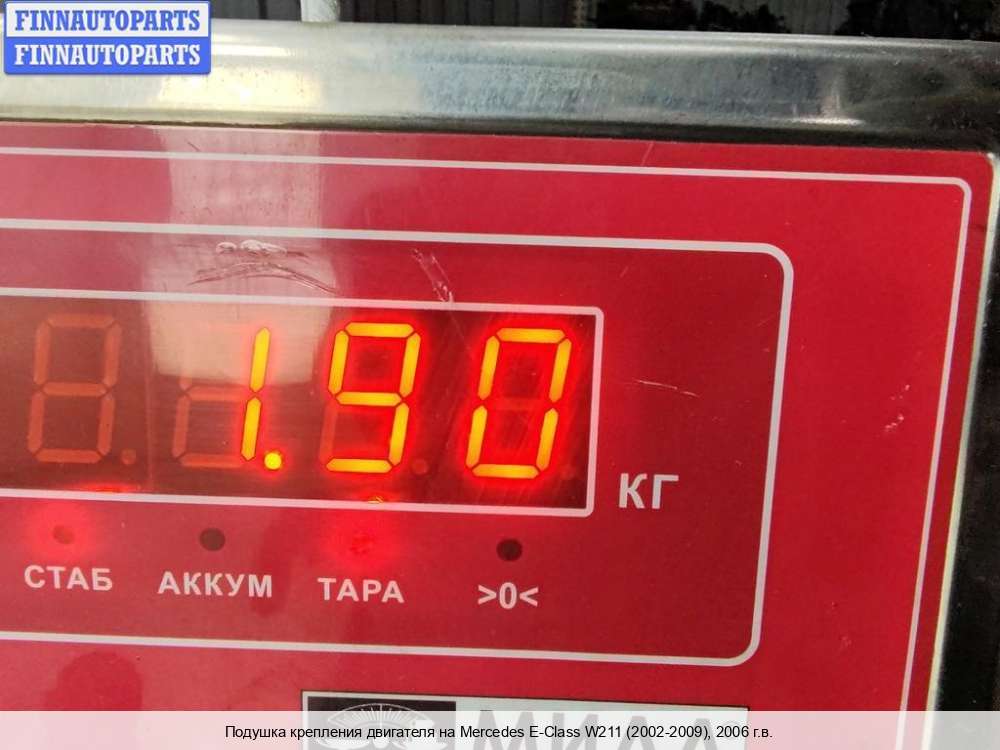 FINNAUTOPARTS
FINNAUTOPARTS
1.90
КГ
СТАБ АККУМ ТАРА >0<
Подушка крепления двигателя на Mercedes E-Class W211 (2002-2009), 2006 г.в.